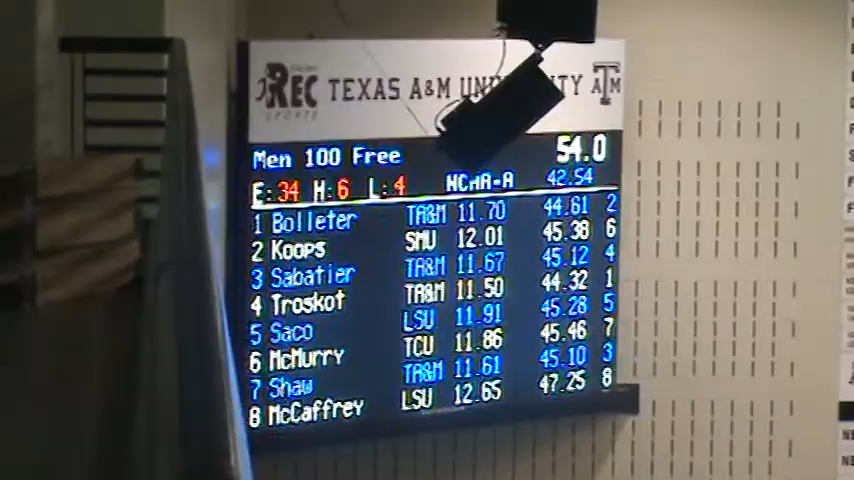 REC SPORTS
TEXAS A&M
ATM
Men 100 Free 54.0
E:34 H:6 L:4 NCAA-A 42.54
1 Bolleter TA&M 11.70 44.61 2
2 Koops SMU 12.01 45.38 6
3 Sabatier TA&M 11.67 45.12 4
4 Troskot TA&M 11.50 44.32 1
5 Saco LSU 11.91 45.28 5
6 McMurry TCU 11.86 45.46 7
7 Shaw TA&M 11.61 45.10 3
8 McCaffrey LSU 12.65 47.25 8